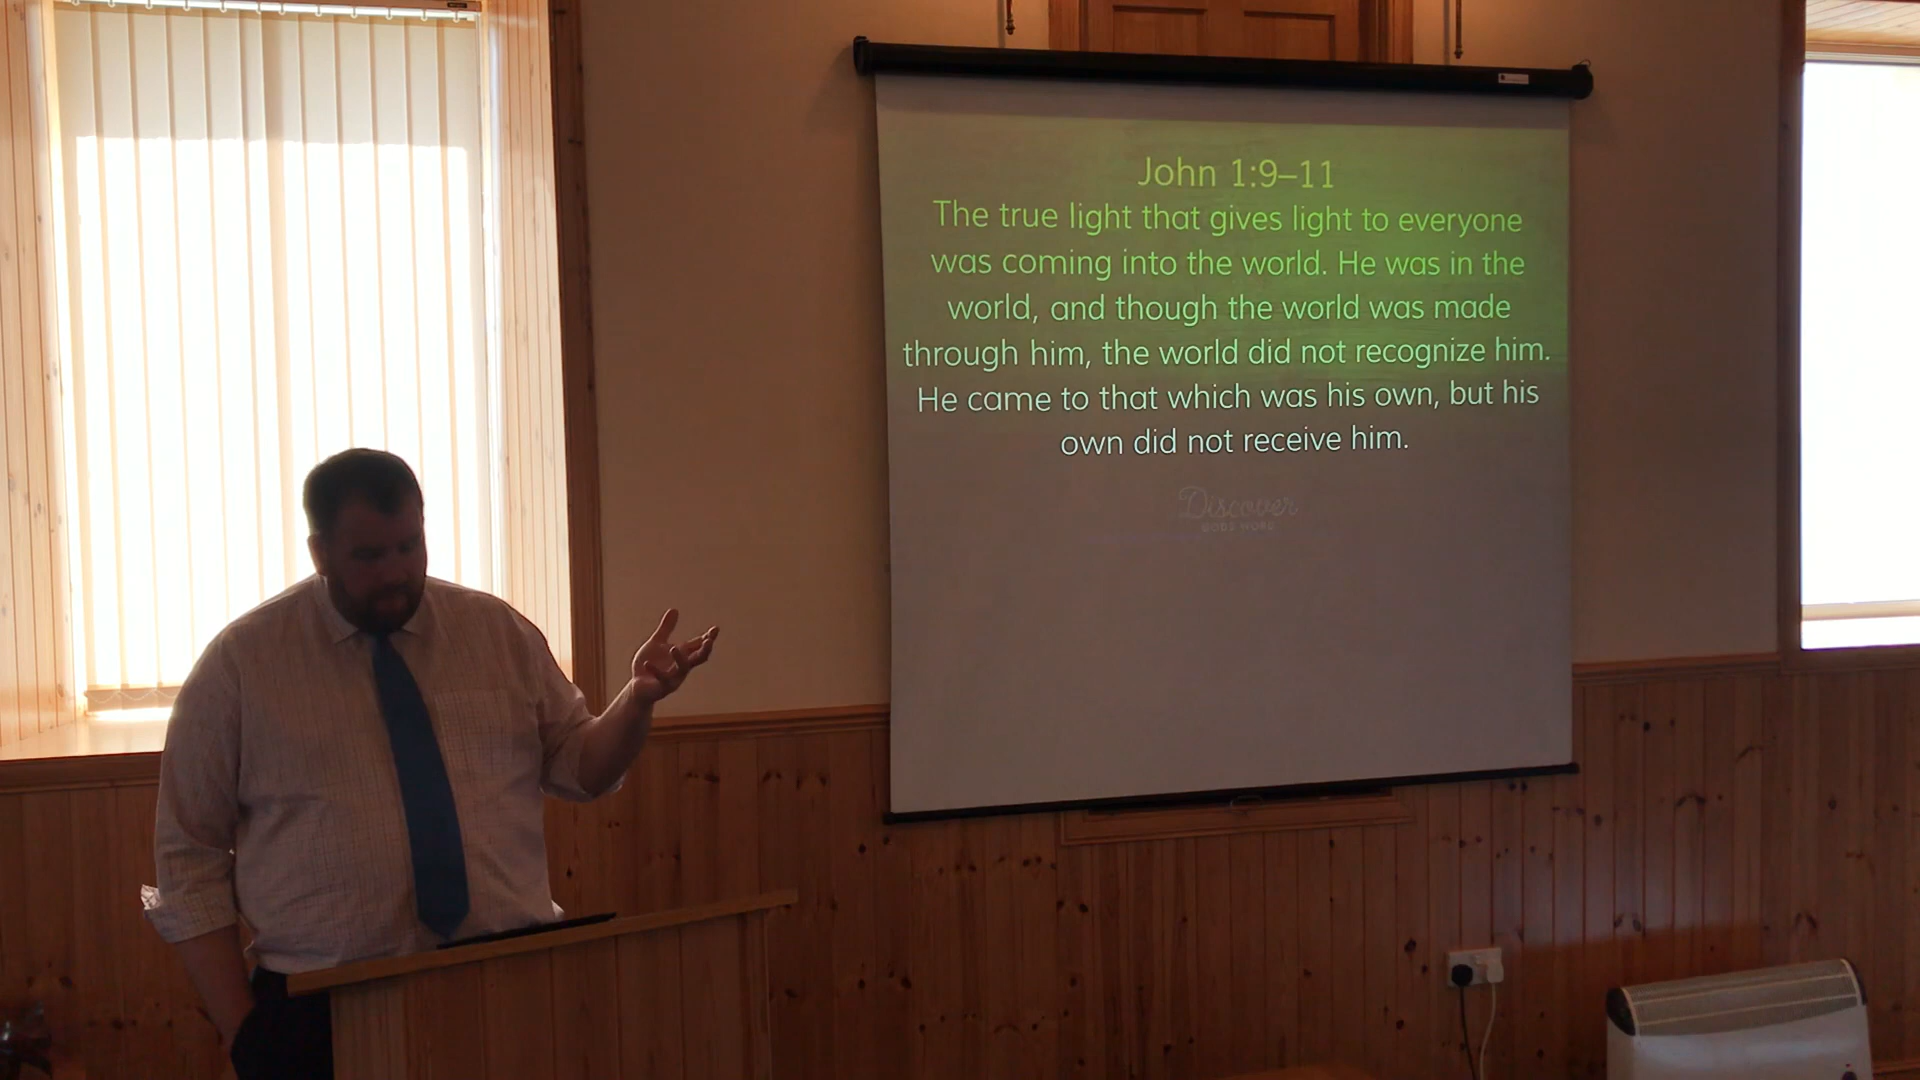 John 1:9–11
The true light that gives light to everyone
was coming into the world. He was in the
world, and though the world was made
through him, the world did not recognize him.
He came to that which was his own, but his
own did not receive him.
Discover
GODS WORD